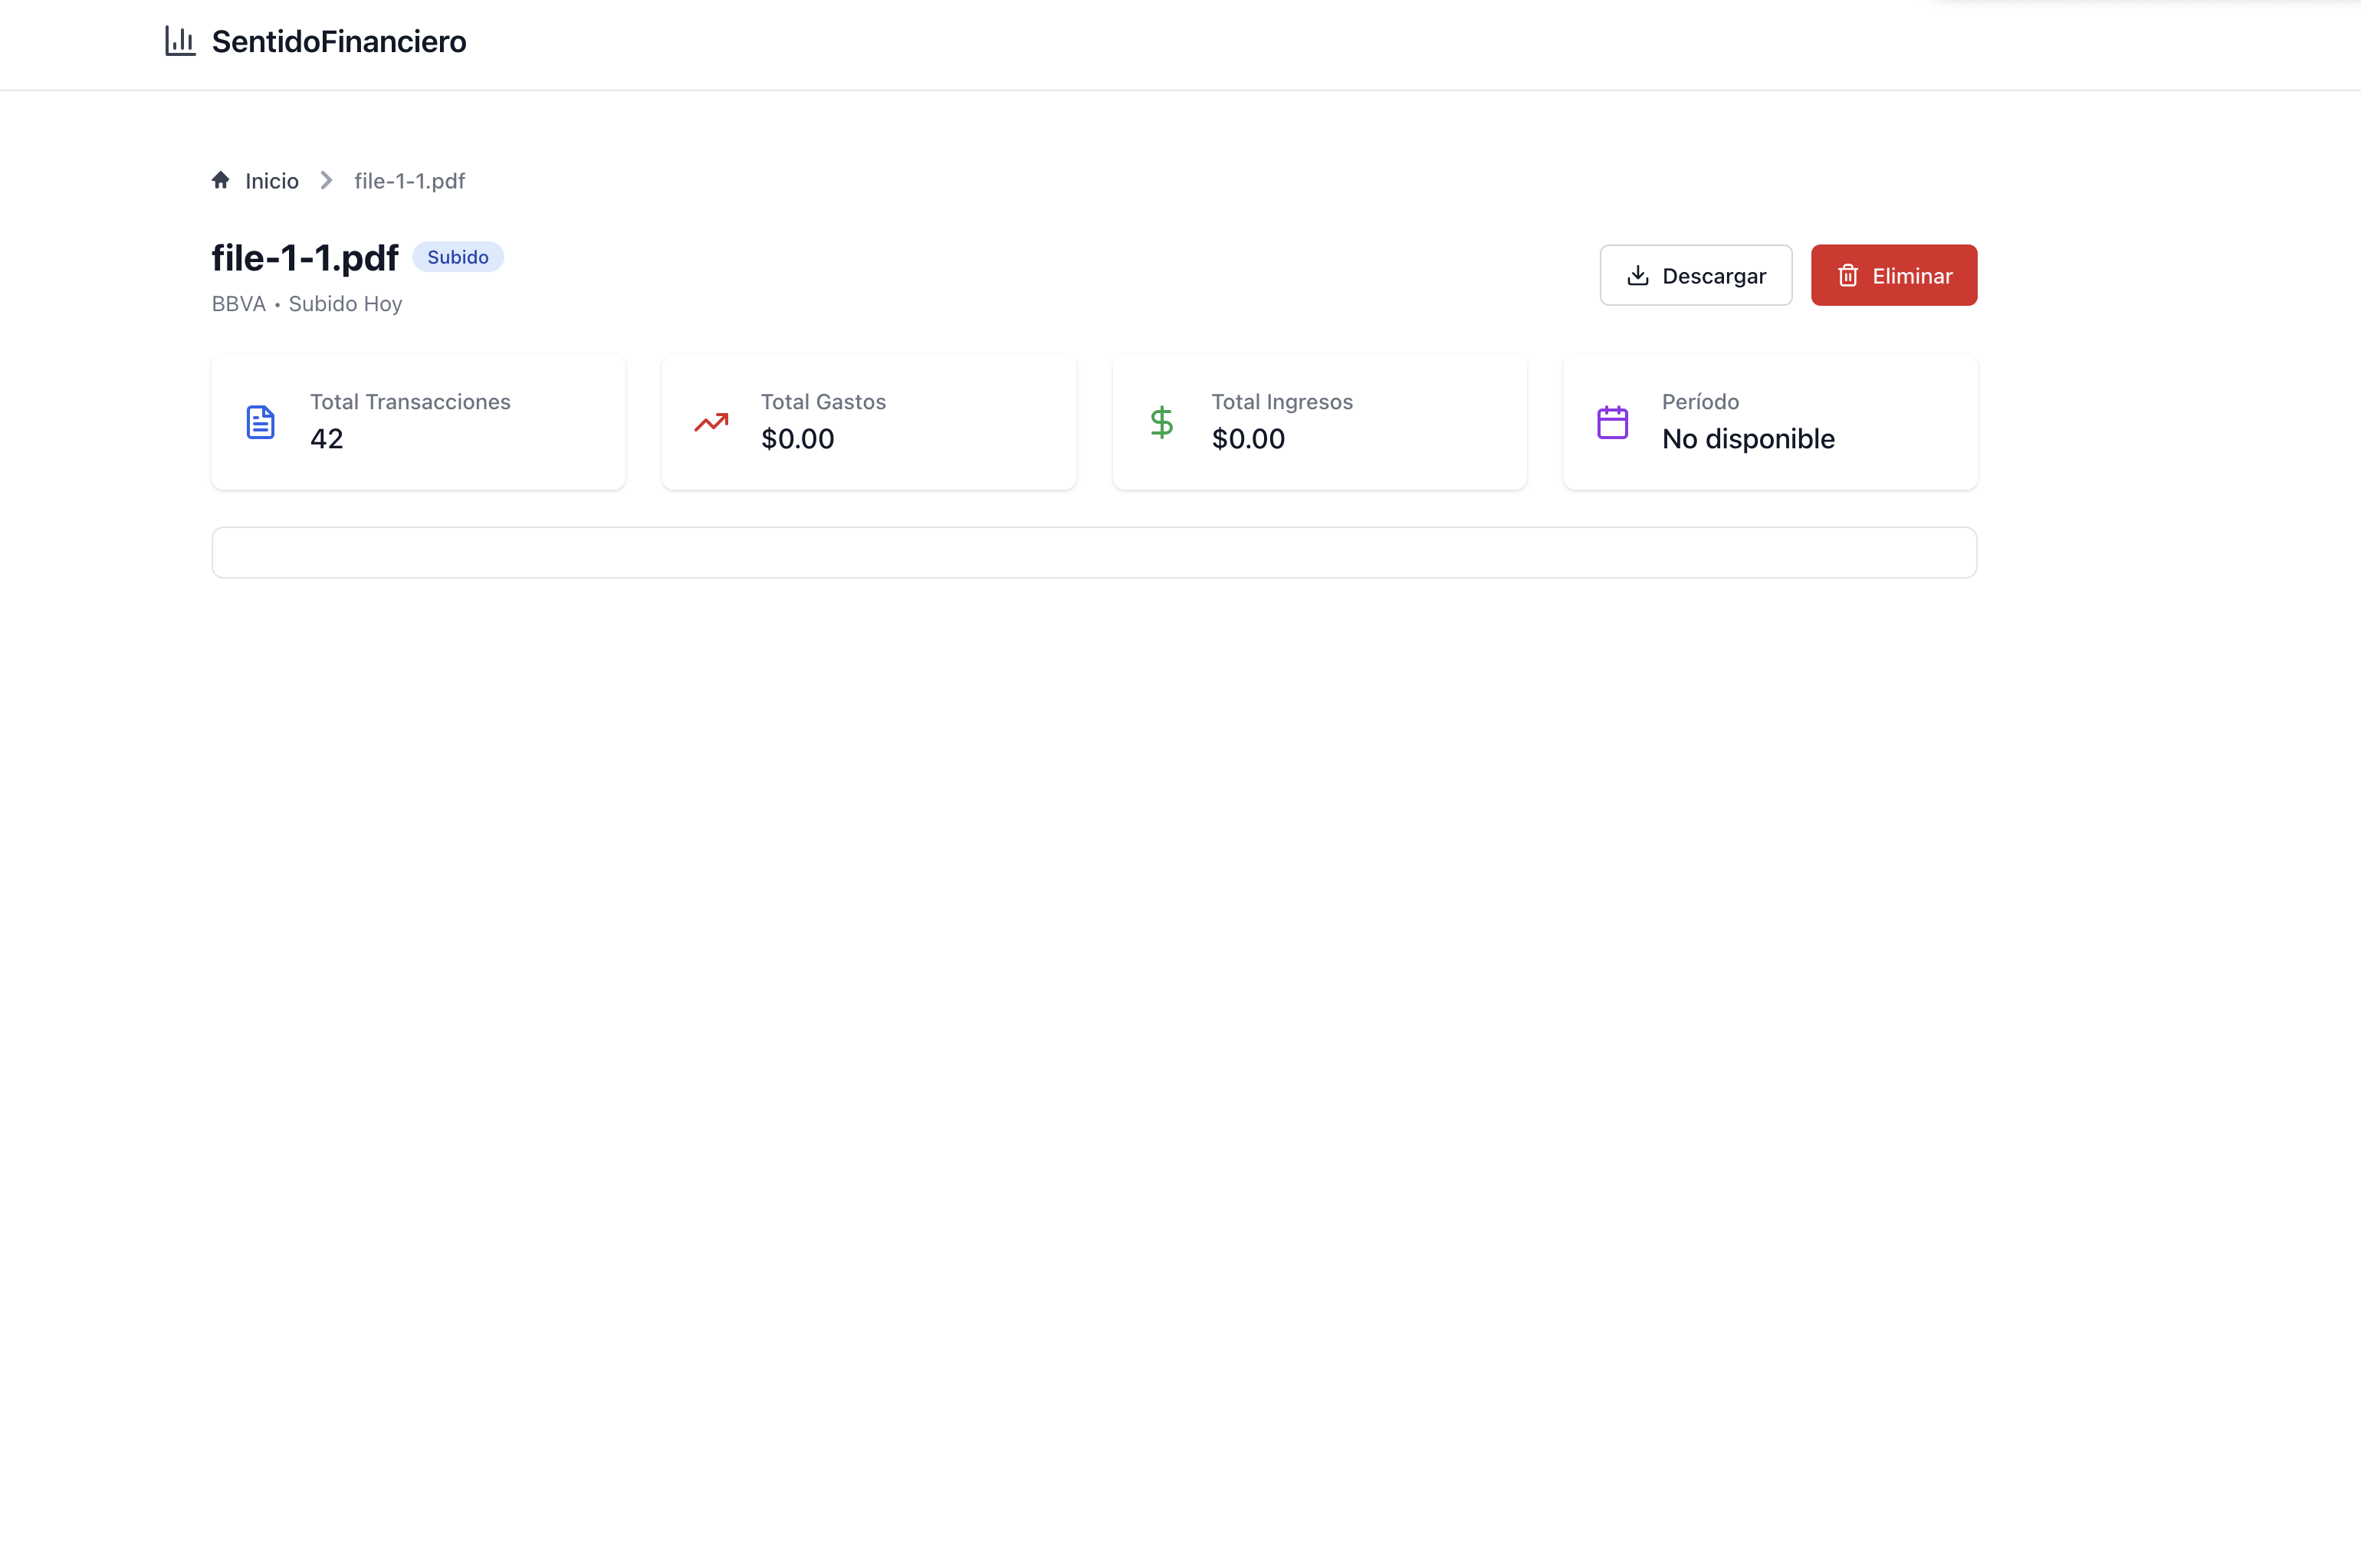 SentidoFinanciero
Inicio
file-1-1.pdf
file-1-1.pdf
Subido
BBVA • Subido Hoy
Descargar
Eliminar
Total Transacciones
42
Total Gastos
$0.00
Total Ingresos
$0.00
Período
No disponible